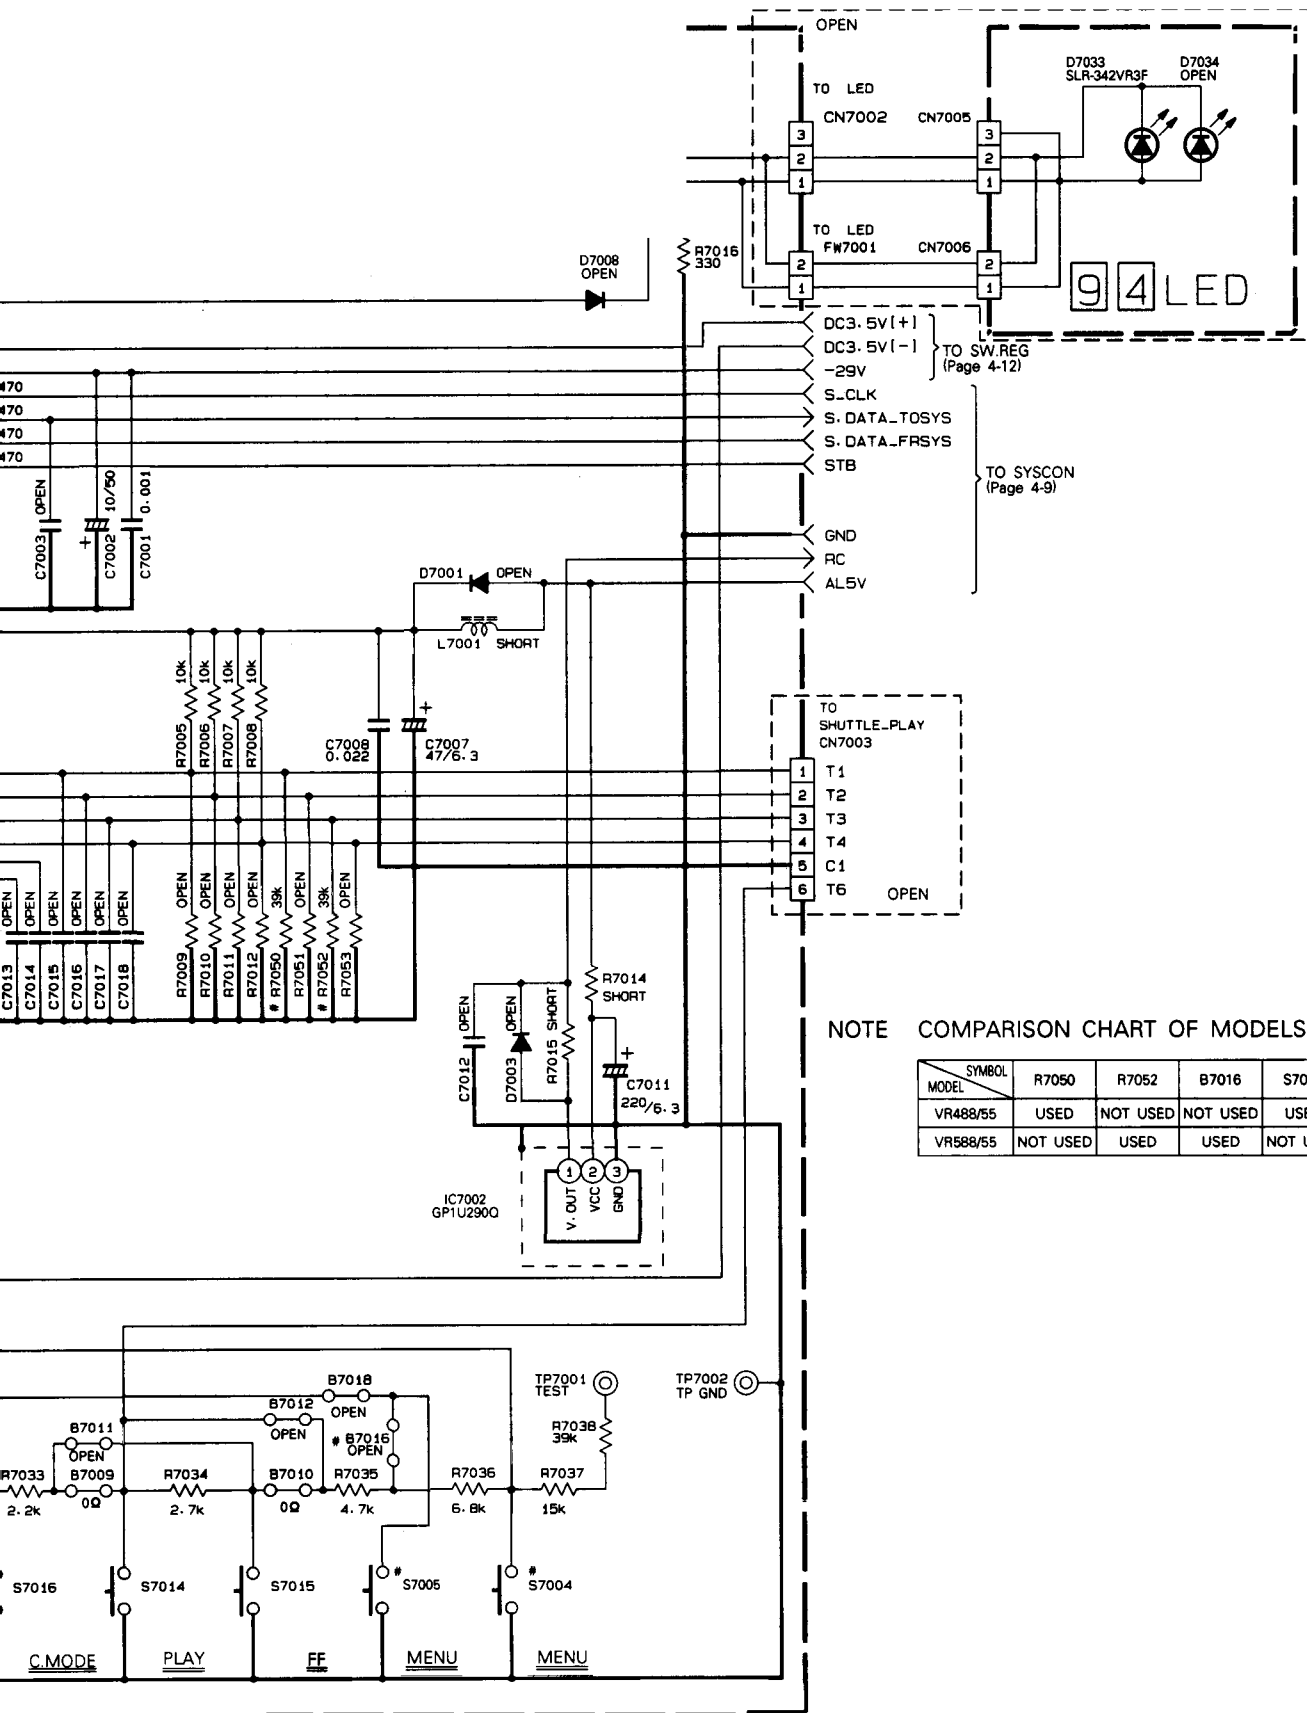 OPEN
D7033
SLR-342VR3F
D7034
OPEN
TO LED
CN7002
CN7005
3
2
1
3
2
1
TO LED
FW7001
CN7006
2
1
2
1
94LED
D7008
OPEN
R7016
330
DC3.5V[+]
DC3.5V[-]
-29V
TO SW.REG
(Page 4-12)
S_CLK
S.DATA_TOSYS
S.DATA_FRSYS
STB
TO SYSCON
(Page 4-9)
GND
RC
AL5V
470
470
470
470
C7003 OPEN
C7002 10/50
+
C7001 0.001
D7001 OPEN
L7001 SHORT
R7005 10k
R7006 10k
R7007 10k
R7008 10k
C7008
0.022
+
C7007
47/6.3
TO
SHUTTLE_PLAY
CN7003
1 T1
2 T2
3 T3
4 T4
5 C1
6 T6
OPEN
C7013 OPEN
C7014 OPEN
C7015 OPEN
C7016 OPEN
C7017 OPEN
C7018 OPEN
R7009 OPEN
R7010 OPEN
R7011 OPEN
R7012 OPEN
# R7050 39k
R7051 OPEN
# R7052 39k
R7053 OPEN
R7014
SHORT
C7012 OPEN
D7003 OPEN
R7015 SHORT
+
C7011
220/6.3
IC7002
GP1U290Q
1 2 3
V.OUT
VCC
GND
NOTE COMPARISON CHART OF MODELS
SYMBOL
MODEL
R7050 R7052 B7016 S70
VR488/55 USED NOT USED NOT USED USE
VR588/55 NOT USED USED USED NOT U
TP7001
TEST
TP7002
TP GND
R7038
39k
B7018
OPEN
B7012
OPEN
# B7016
OPEN
B7011
OPEN
R7033
2.2k
B7009
0Ω
R7034
2.7k
B7010
0Ω
R7035
4.7k
R7036
6.8k
R7037
15k
#
S7016
S7014
S7015
# S7005
# S7004
C.MODE
PLAY
FF
MENU
MENU